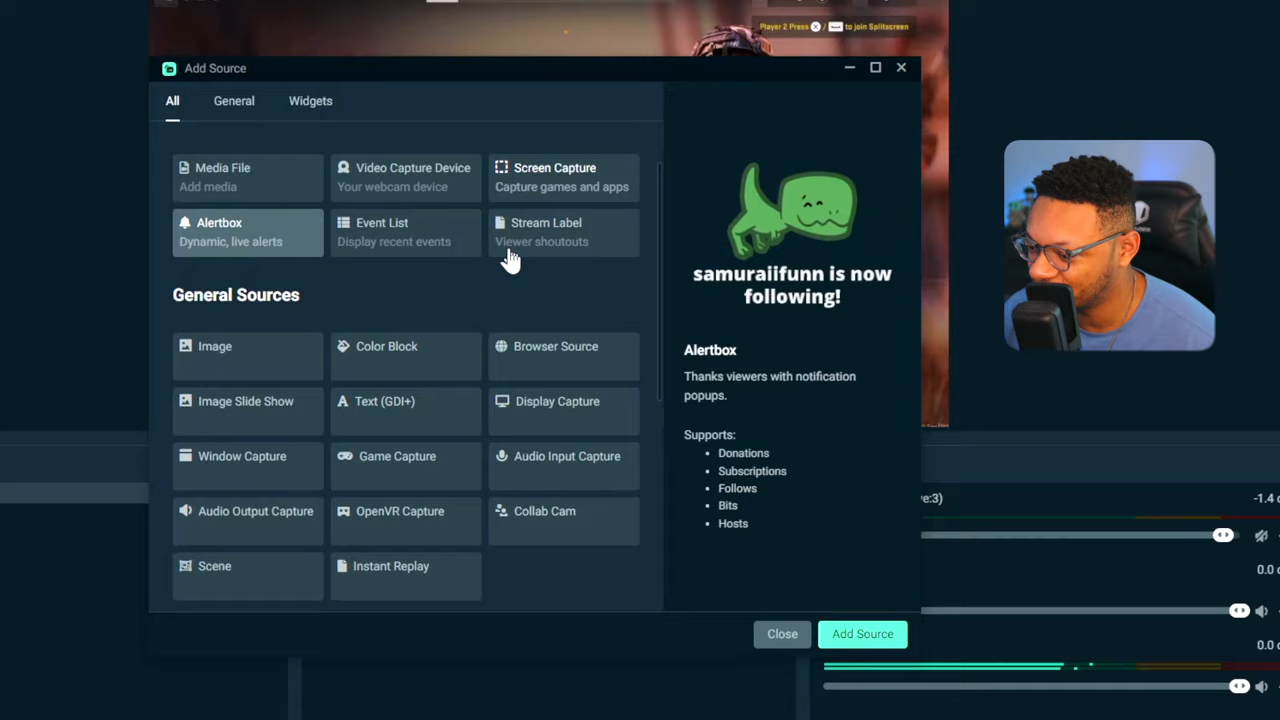 Player 2 Press X / to join Splitscreen
Add Source
All General Widgets
Media File
Add media
Video Capture Device
Your webcam device
Screen Capture
Capture games and apps
Alertbox
Dynamic, live alerts
Event List
Display recent events
Stream Label
Viewer shoutouts
General Sources
Image
Color Block
Browser Source
Image Slide Show
Text (GDI+)
Display Capture
Window Capture
Game Capture
Audio Input Capture
Audio Output Capture
OpenVR Capture
Collab Cam
Scene
Instant Replay
samuraiifunn is now
following!
Alertbox
Thanks viewers with notification
popups.
Supports:
• Donations
• Subscriptions
• Follows
• Bits
• Hosts
Close
Add Source
ve:3) -1.4
0.0
0.0